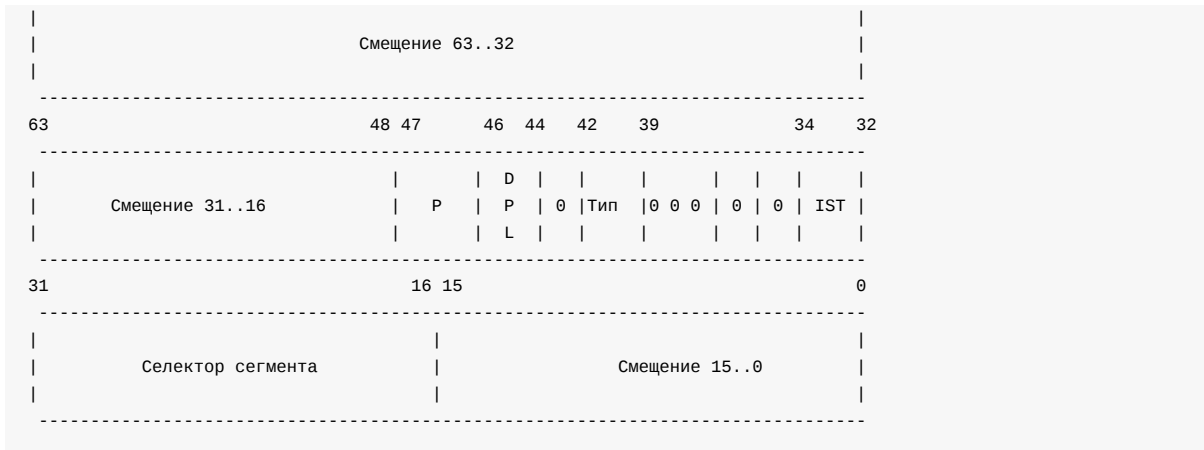 |                                                                               |
|                               Смещение 63..32                                 |
|                                                                               |
 --------------------------------------------------------------------------------
63                               48 47      46  44   42    39             34    32
 --------------------------------------------------------------------------------
|                                  |       |  D  |   |     |      |   |   |     |
|       Смещение 31..16            |   P   |  P  | 0 |Тип  |0 0 0 | 0 | 0 | IST |
|                                  |       |  L  |   |     |      |   |   |     |
 --------------------------------------------------------------------------------
31                                   16 15                                      0
 --------------------------------------------------------------------------------
|                                      |                                        |
|          Селектор сегмента           |                 Смещение 15..0         |
|                                      |                                        |
 --------------------------------------------------------------------------------